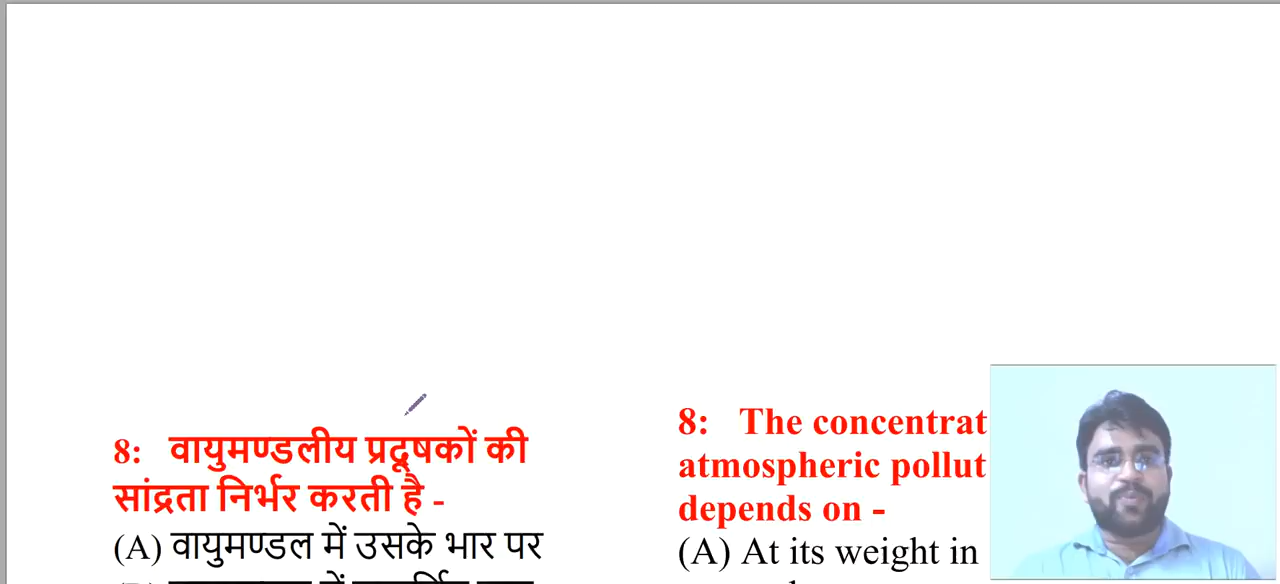 8: वायुमण्डलीय प्रदूषकों की
सांद्रता निर्भर करती है -
(A) वायुमण्डल में उसके भार पर
8: The concentrat
atmospheric pollut
depends on -
(A) At its weight in